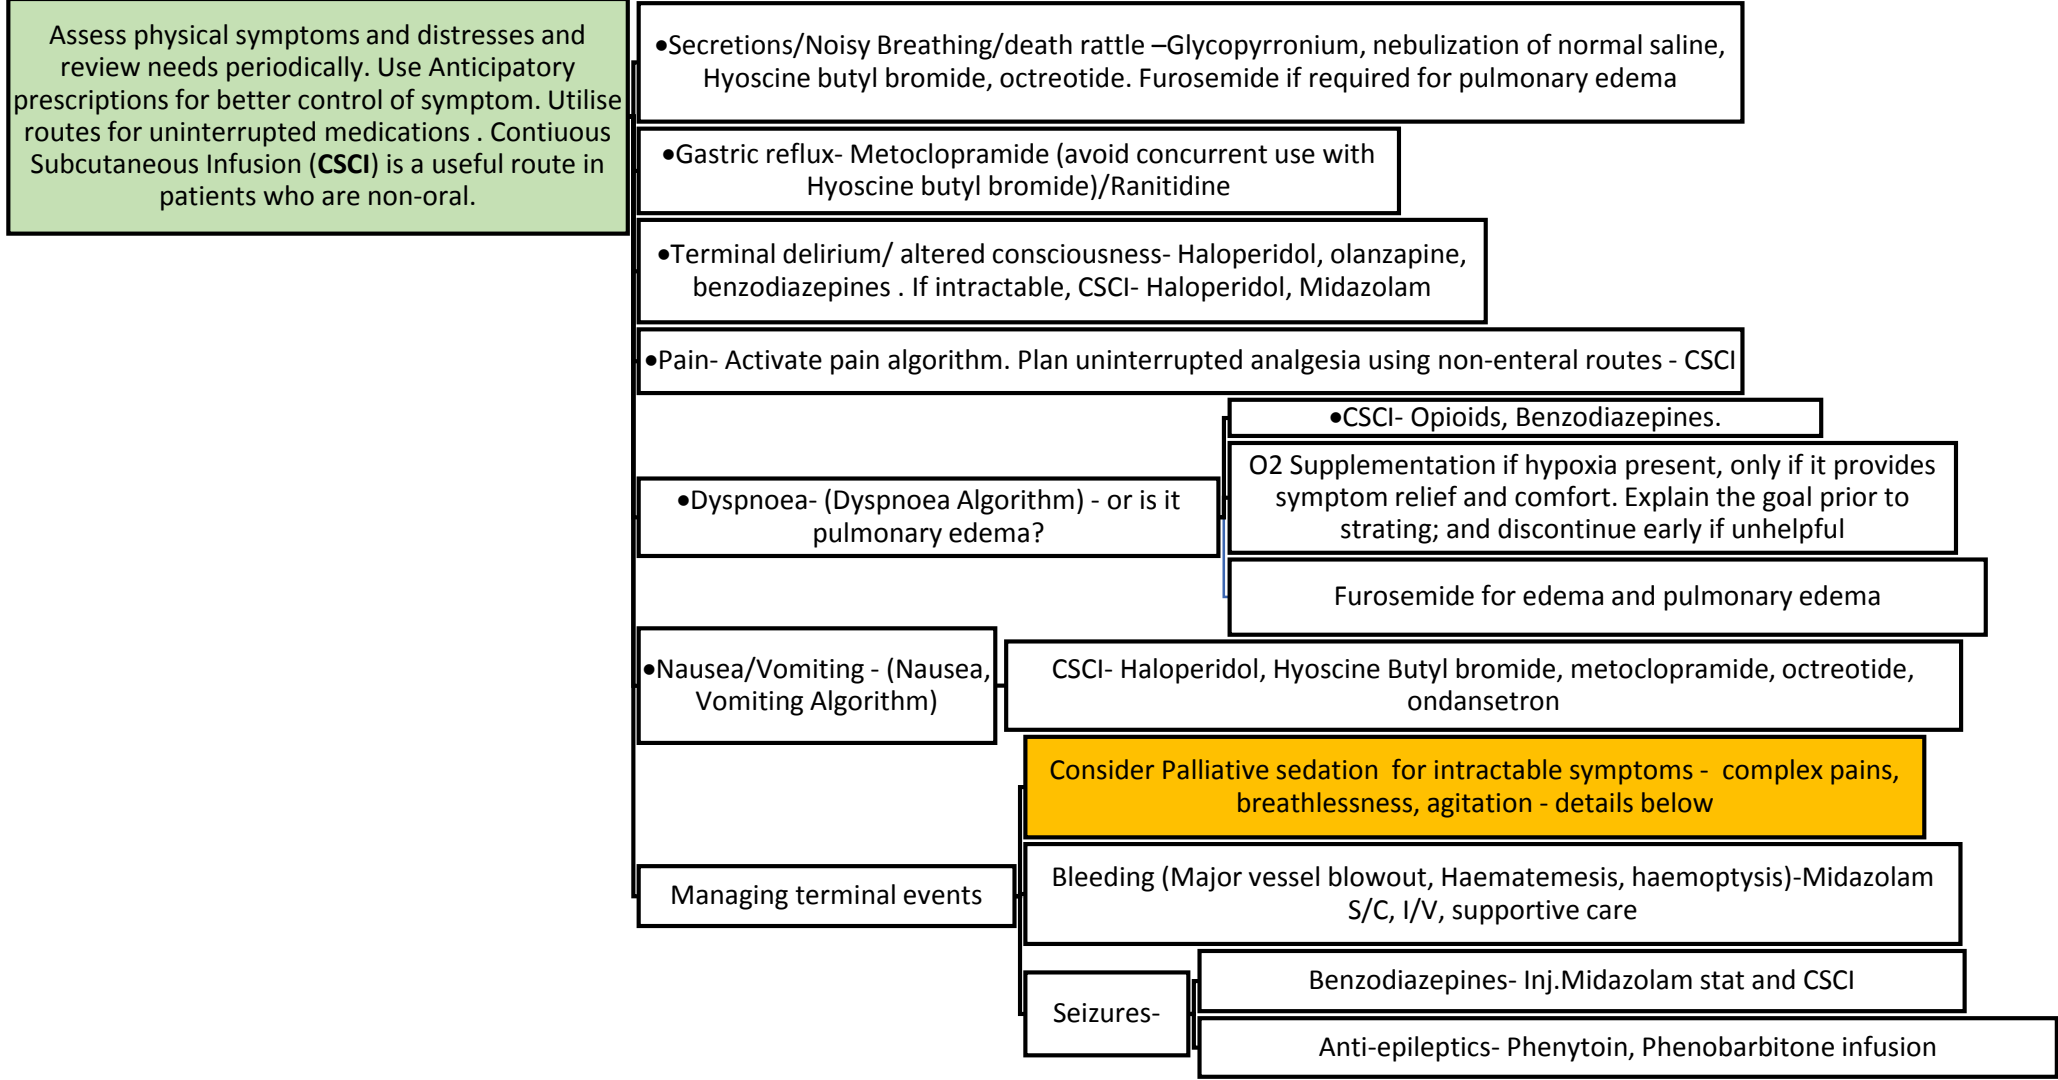 Assess physical symptoms and distresses and
review needs periodically. Use Anticipatory
prescriptions for better control of symptom. Utilise
routes for uninterrupted medications . Contiuous
Subcutaneous Infusion (CSCI) is a useful route in
patients who are non-oral.
•Secretions/Noisy Breathing/death rattle –Glycopyrronium, nebulization of normal saline,
Hyoscine butyl bromide, octreotide. Furosemide if required for pulmonary edema
•Gastric reflux- Metoclopramide (avoid concurrent use with
Hyoscine butyl bromide)/Ranitidine
•Terminal delirium/ altered consciousness- Haloperidol, olanzapine,
benzodiazepines . If intractable, CSCI- Haloperidol, Midazolam
•Pain- Activate pain algorithm. Plan uninterrupted analgesia using non-enteral routes - CSCI
•Dyspnoea- (Dyspnoea Algorithm) - or is it
pulmonary edema?
•CSCI- Opioids, Benzodiazepines.
O2 Supplementation if hypoxia present, only if it provides
symptom relief and comfort. Explain the goal prior to
strating; and discontinue early if unhelpful
Furosemide for edema and pulmonary edema
•Nausea/Vomiting - (Nausea,
Vomiting Algorithm)
CSCI- Haloperidol, Hyoscine Butyl bromide, metoclopramide, octreotide,
ondansetron
Managing terminal events
Consider Palliative sedation for intractable symptoms - complex pains,
breathlessness, agitation - details below
Bleeding (Major vessel blowout, Haematemesis, haemoptysis)-Midazolam
S/C, I/V, supportive care
Seizures-
Benzodiazepines- Inj.Midazolam stat and CSCI
Anti-epileptics- Phenytoin, Phenobarbitone infusion